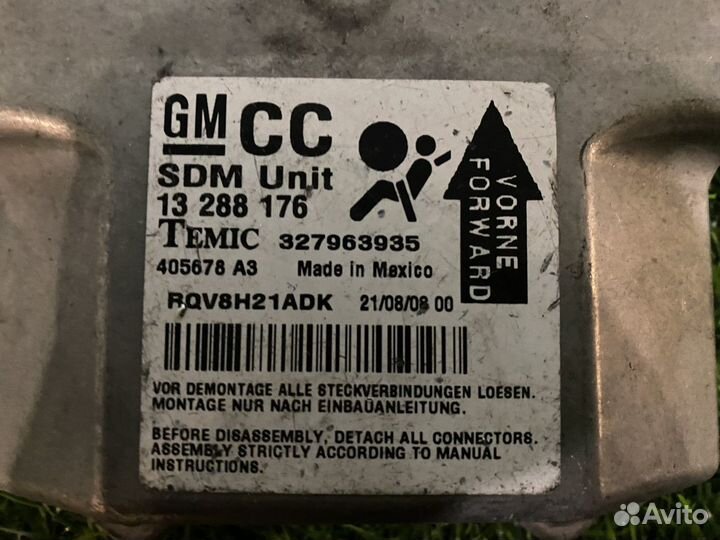 GM CC
SDM Unit
13 288 176
TEMIC 327963935
405678 A3 Made in Mexico
RQV8H21ADK 21/08/08 00
VORNE
FORWARD
VOR DEMONTAGE ALLE STECKVERBINDUNGEN LOESEN.
MONTAGE NUR NACH EINBAUANLEITUNG.
BEFORE DISASSEMBLY, DETACH ALL CONNECTORS.
ASSEMBLY STRICTLY ACCORDING TO MANUAL
INSTRUCTIONS.
Avito